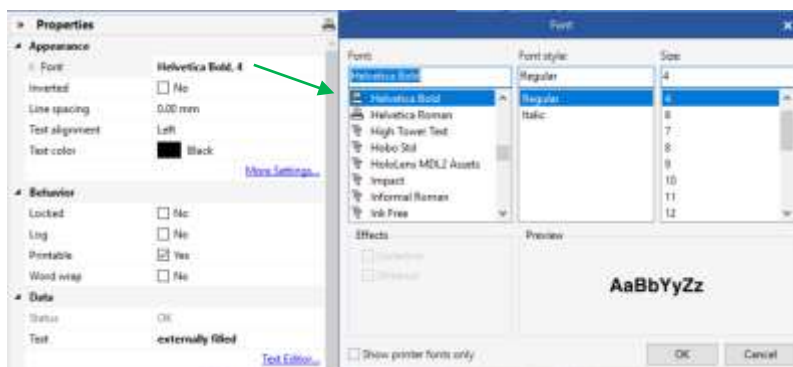 Properties
Appearance
Font Helvetica Bold, 4
Inverted No
Line spacing 0.00 mm
Text alignment Left
Text color Black
More Settings...
Behavior
Locked No
Log No
Printable Yes
Word wrap No
Data
Status OK
Text externally filled
Text Editor...
Font
Font:
Helvetica Bold
Helvetica Bold
Helvetica Roman
High Tower Text
Hobo Std
HoloLens MDL2 Assets
Impact
Informal Roman
Ink Free
Font style:
Regular
Regular
Italic
Size:
4
4
6
7
8
9
10
11
12
Effects
Preview
AaBbYyZz
Show printer fonts only
OK Cancel